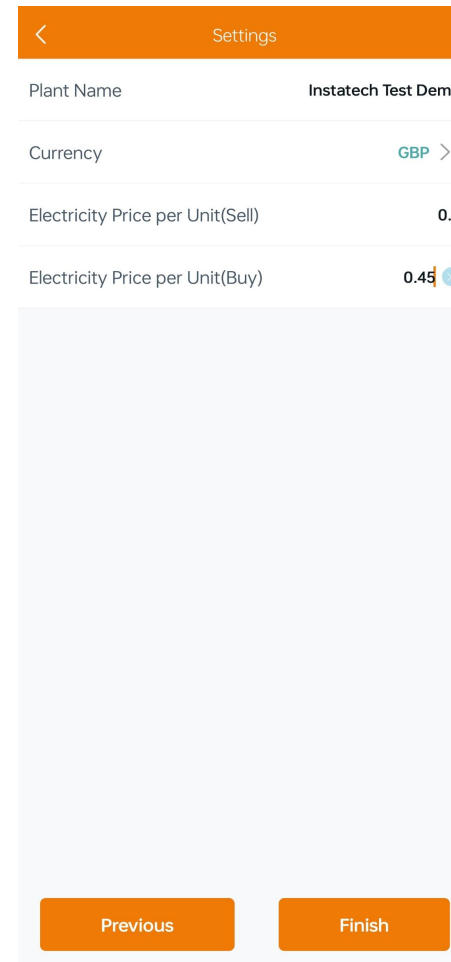 Settings
Plant Name Instatech Test Dem
Currency GBP
Electricity Price per Unit(Sell) 0.
Electricity Price per Unit(Buy) 0.45
Previous Finish